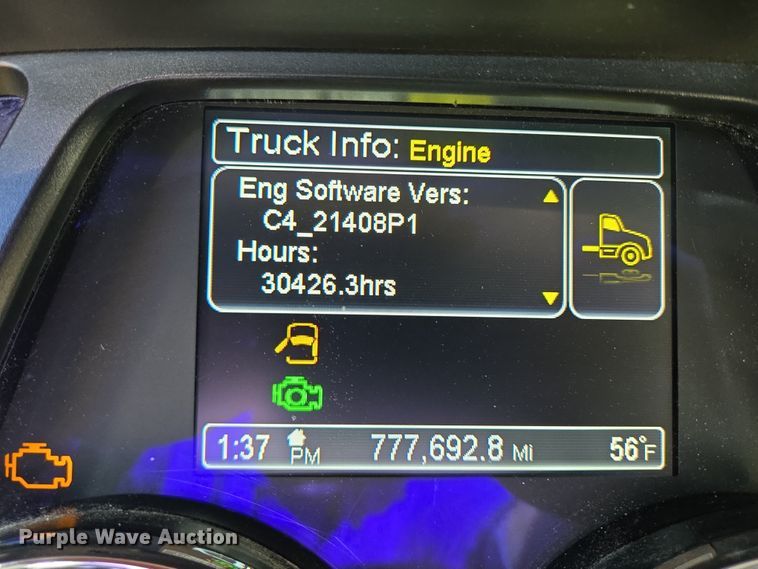 Truck Info: Engine
Eng Software Vers:
C4_21408P1
Hours:
30426.3hrs
1:37 PM 777,692.8 Mi 56°F
Purple Wave Auction